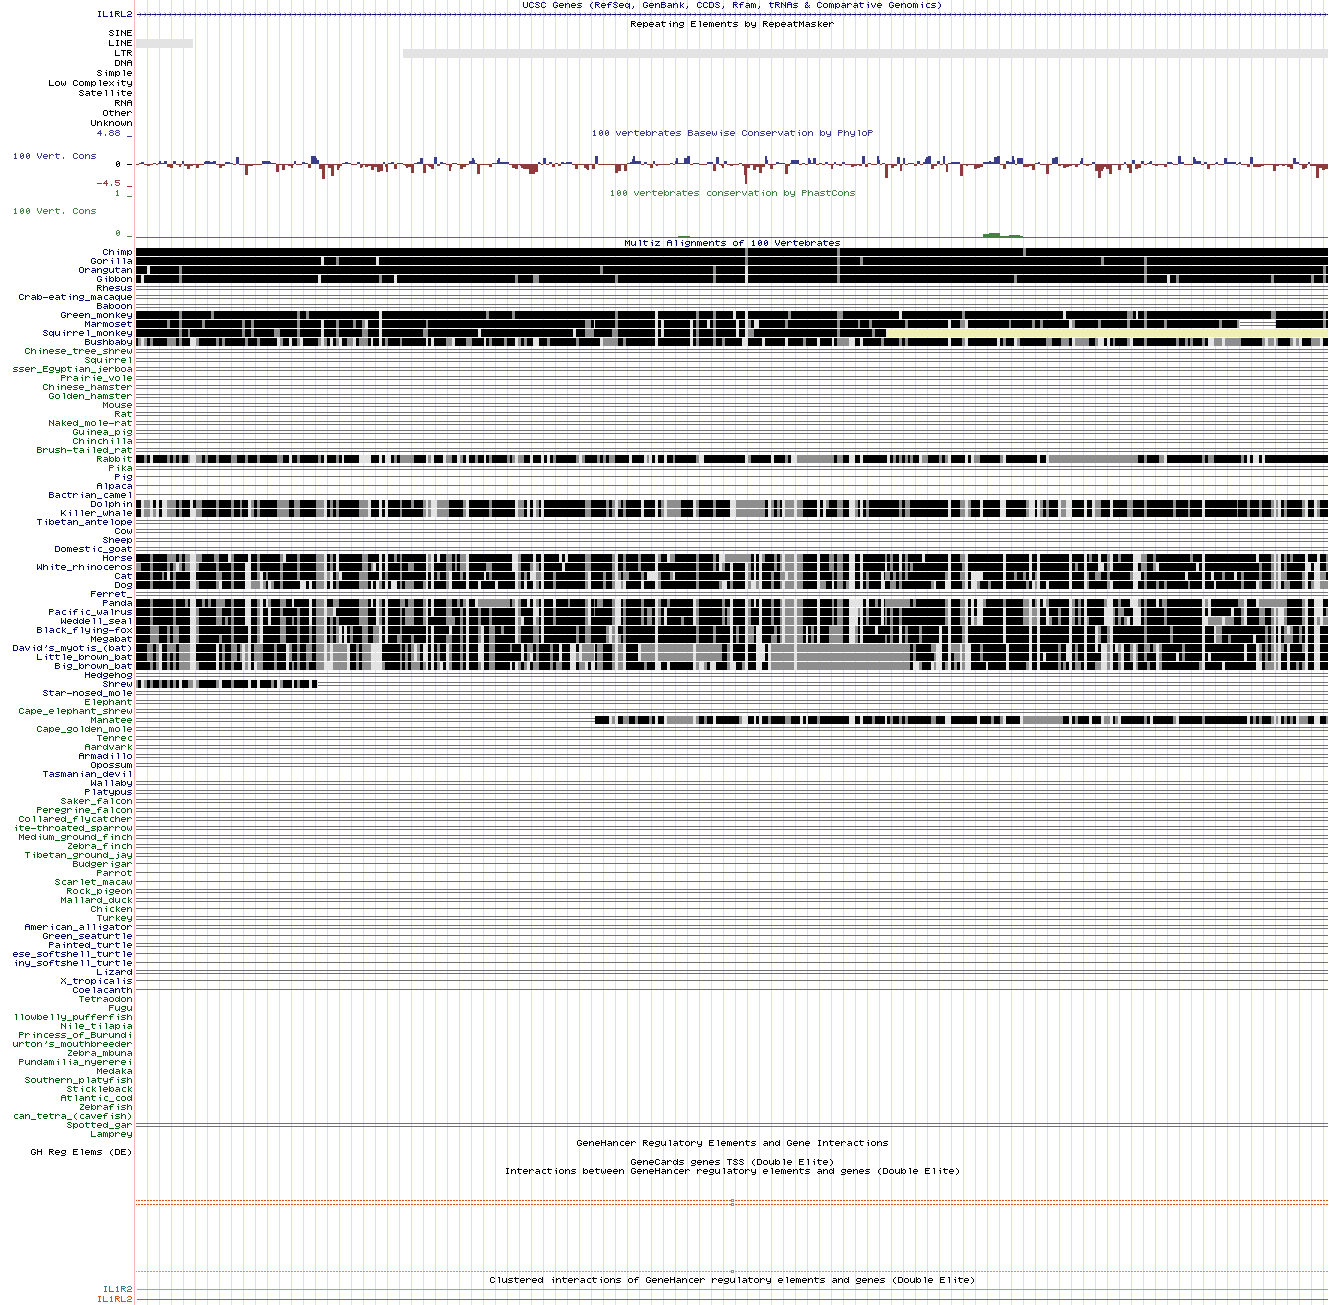 UCSC Genes (RefSeq, GenBank, CCDS, Rfam, tRNAs & Comparative Genomics)
IL1RL2
Repeating Elements by RepeatMasker
SINE
LINE
LTR
DNA
Simple
Low Complexity
Satellite
RNA
Other
Unknown
4.88 _
100 vertebrates Basewise Conservation by PhyloP
100 Vert. Cons
0 _
-4.5 _
100 vertebrates conservation by PhastCons
1 _
100 Vert. Cons
0 _
Multiz Alignments of 100 Vertebrates
Chimp
Gorilla
Orangutan
Gibbon
Rhesus
Crab-eating_macaque
Baboon
Green_monkey
Marmoset
Squirrel_monkey
Bushbaby
Chinese_tree_shrew
Squirrel
sser_Egyptian_jerboa
Prairie_vole
Chinese_hamster
Golden_hamster
Mouse
Rat
Naked_mole-rat
Guinea_pig
Chinchilla
Brush-tailed_rat
Rabbit
Pika
Pig
Alpaca
Bactrian_camel
Dolphin
Killer_whale
Tibetan_antelope
Cow
Sheep
Domestic_goat
Horse
White_rhinoceros
Cat
Dog
Ferret_
Panda
Pacific_walrus
Weddell_seal
Black_flying-fox
Megabat
David's_myotis_(bat)
Little_brown_bat
Big_brown_bat
Hedgehog
Shrew
Star-nosed_mole
Elephant
Cape_elephant_shrew
Manatee
Cape_golden_mole
Tenrec
Aardvark
Armadillo
Opossum
Tasmanian_devil
Wallaby
Platypus
Saker_falcon
Peregrine_falcon
Collared_flycatcher
ite-throated_sparrow
Medium_ground_finch
Zebra_finch
Tibetan_ground_jay
Budgerigar
Parrot
Scarlet_macaw
Rock_pigeon
Mallard_duck
Chicken
Turkey
American_alligator
Green_seaturtle
Painted_turtle
ese_softshell_turtle
iny_softshell_turtle
Lizard
X_tropicalis
Coelacanth
Tetraodon
Fugu
llowbelly_pufferfish
Nile_tilapia
Princess_of_Burundi
urton's_mouthbreeder
Zebra_mbuna
Pundamilia_nyererei
Medaka
Southern_platyfish
Stickleback
Atlantic_cod
Zebrafish
can_tetra_(cavefish)
Spotted_gar
Lamprey
GeneHancer Regulatory Elements and Gene Interactions
GH Reg Elems (DE)
GeneCards genes TSS (Double Elite)
Interactions between GeneHancer regulatory elements and genes (Double Elite)
Clustered interactions of GeneHancer regulatory elements and genes (Double Elite)
IL1R2
IL1RL2